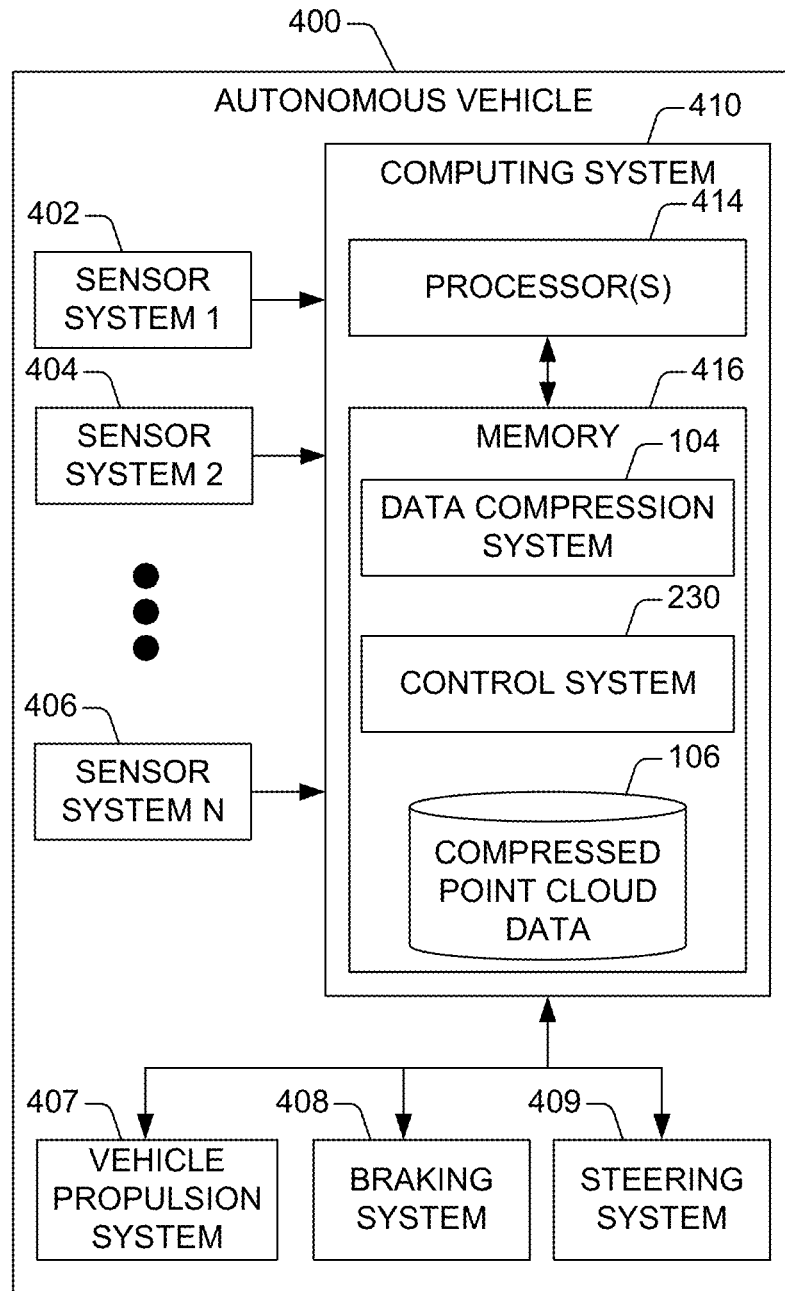 400
AUTONOMOUS VEHICLE
410
COMPUTING SYSTEM
402
SENSOR
SYSTEM 1
414
PROCESSOR(S)
404
SENSOR
SYSTEM 2
416
MEMORY
104
DATA COMPRESSION
SYSTEM
230
CONTROL SYSTEM
406
SENSOR
SYSTEM N
106
COMPRESSED
POINT CLOUD
DATA
407
VEHICLE
PROPULSION
SYSTEM
408
BRAKING
SYSTEM
409
STEERING
SYSTEM